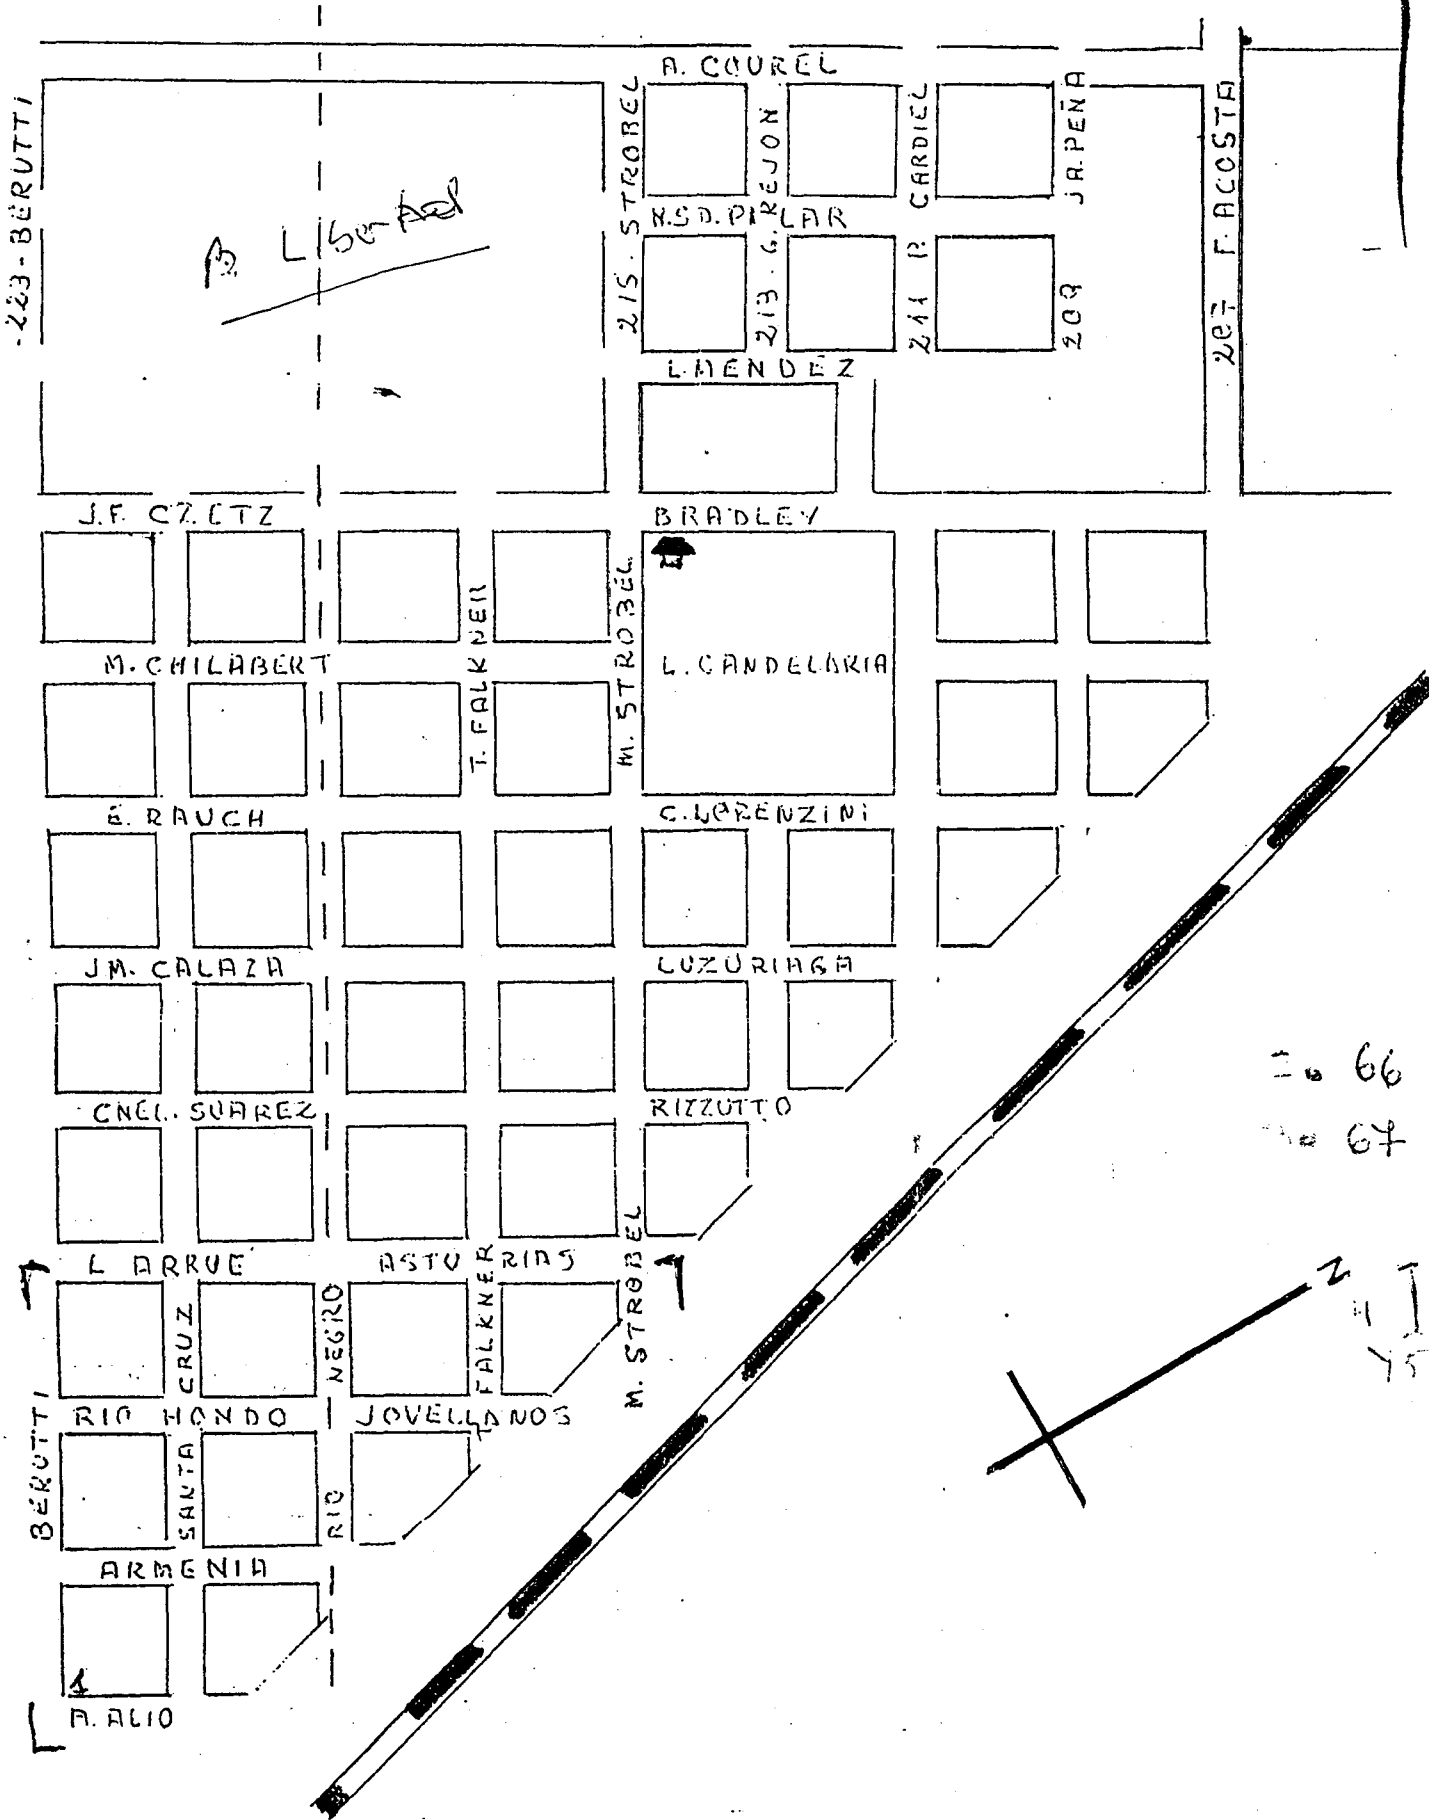 A. COUREL
223-BERUTTI
215. STROBEL
213. G. REJON
211 P. CARDIEL
209 JA. PEÑA
207 F. ACOSTA
N.S.D. PILAR
B. Libertad
L. MENDEZ
J.F. CZETZ
BRADLEY
T. FALKNER
M. STROBEL
M. CHILABERT
L. CANDELARIA
E. RAUCH
C. LORENZINI
J.M. CALAZA
LUZURIAGA
66
CNEL. SUAREZ
RIZZUTTO
67
L ARRUE
ASTURIAS
N
BERUTTI
SANTA CRUZ
RIO NEGRO
T FALKNER
M. STROBEL
RIO HONDO
JOVELLANOS
ARMENIA
1
A. ALIO